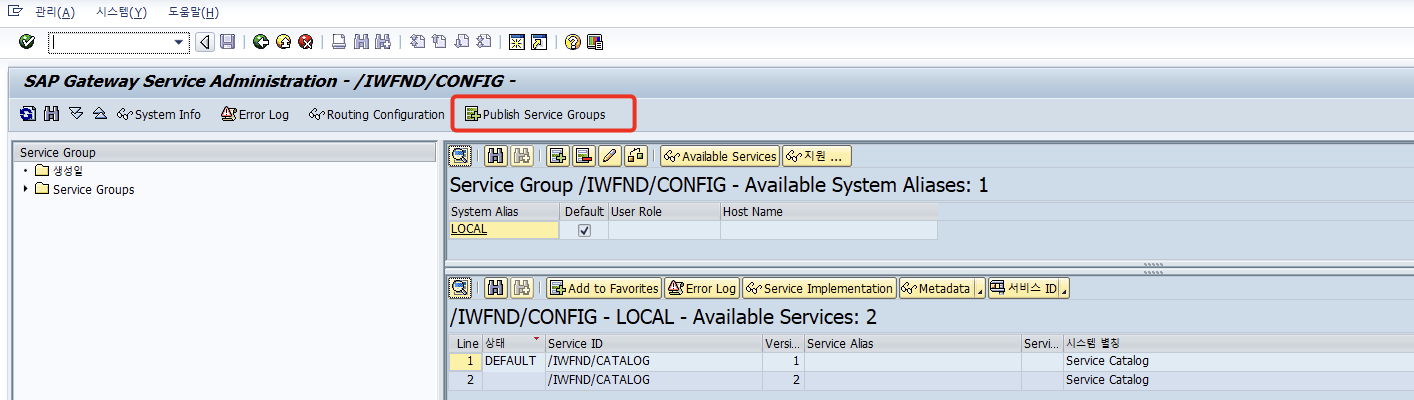 관리(A) 시스템(Y) 도움말(H)
SAP Gateway Service Administration - /IWFND/CONFIG -
System Info Error Log Routing Configuration Publish Service Groups
Service Group
생성일
Service Groups
Available Services 지원 ...
Service Group /IWFND/CONFIG - Available System Aliases: 1
System Alias Default User Role Host Name
LOCAL
Add to Favorites Error Log Service Implementation Metadata 서비스 ID
/IWFND/CONFIG - LOCAL - Available Services: 2
Line 상태 Service ID Versi... Service Alias Servi... 시스템 별칭
1 DEFAULT /IWFND/CATALOG 1 Service Catalog
2 /IWFND/CATALOG 2 Service Catalog